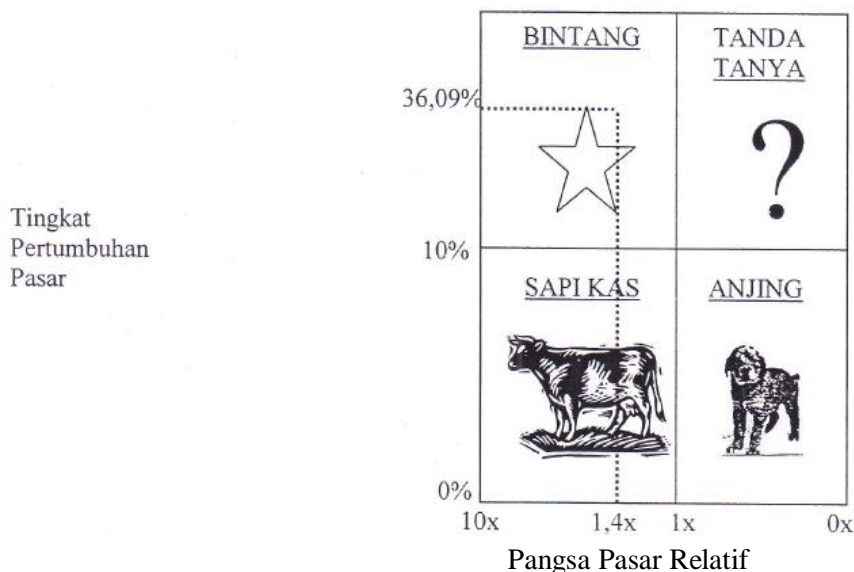 BINTANG
TANDA
TANYA
36,09%
?
Tingkat
Pertumbuhan
Pasar
10%
SAPI KAS
ANJING
0%
10x
1,4x
1x
0x
Pangsa Pasar Relatif